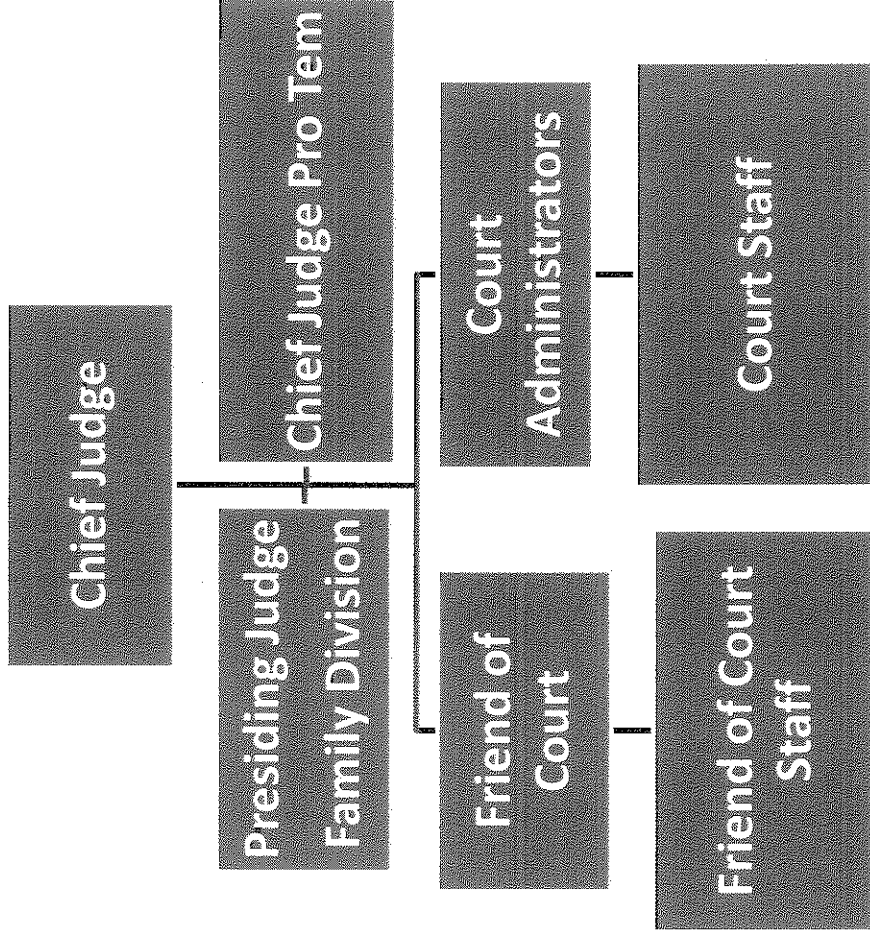 Chief Judge
Presiding Judge
Family Division
Chief Judge Pro Tem
Friend of
Court
Court
Administrators
Friend of Court
Staff
Court Staff